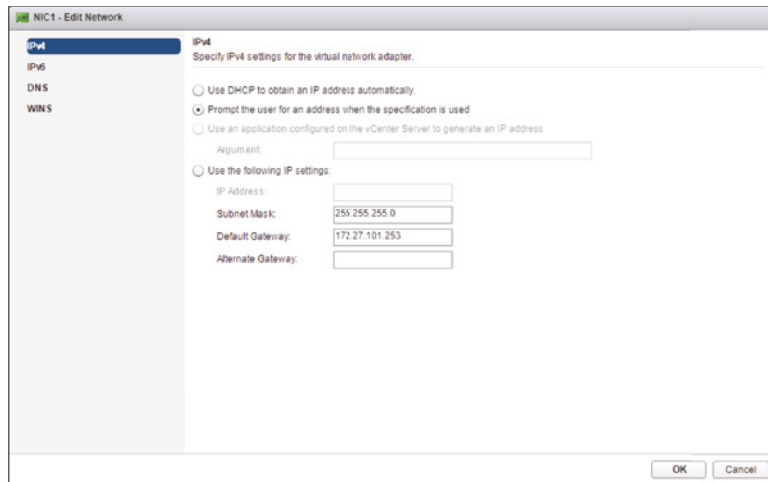 NIC1 - Edit Network
IPv4
IPv6
DNS
WINS
IPv4
Specify IPv4 settings for the virtual network adapter.
Use DHCP to obtain an IP address automatically.
Prompt the user for an address when the specification is used
Use an application configured on the vCenter Server to generate an IP address
Argument:
Use the following IP settings:
IP Address:
Subnet Mask: 255.255.255.0
Default Gateway: 172.27.101.253
Alternate Gateway:
OK Cancel